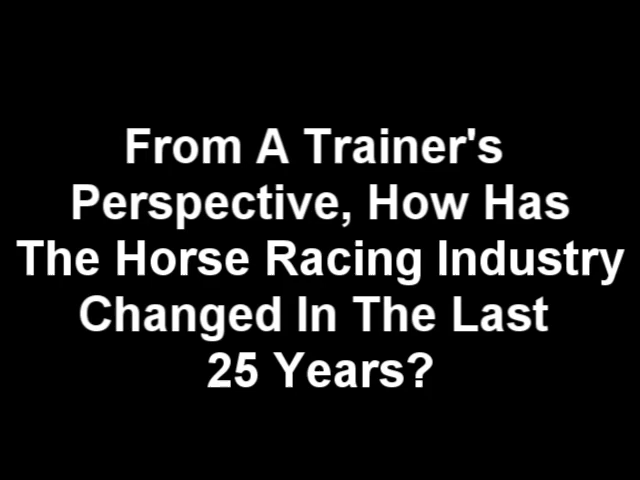 From A Trainer's
Perspective, How Has
The Horse Racing Industry
Changed In The Last
25 Years?